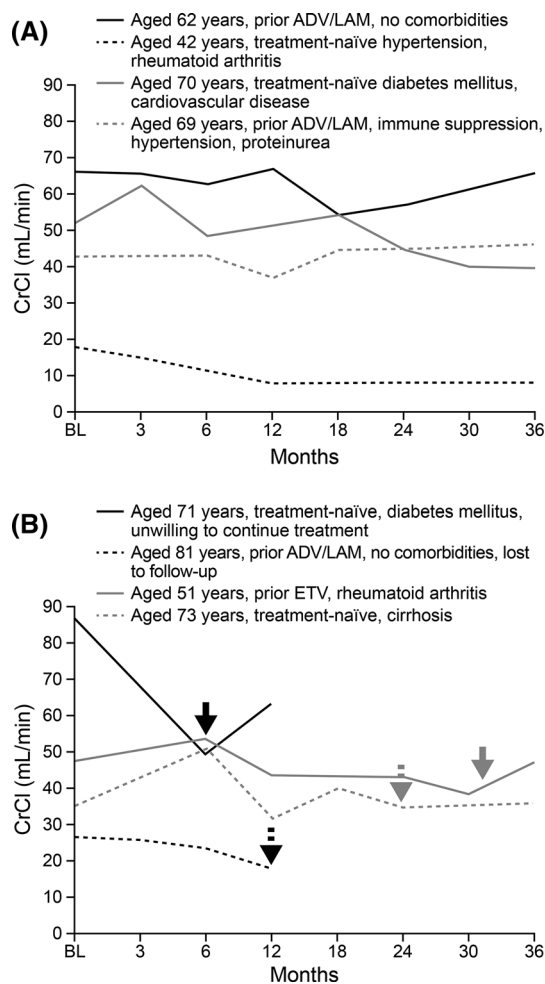 (A)
Aged 62 years, prior ADV/LAM, no comorbidities
Aged 42 years, treatment-naïve hypertension,
rheumatoid arthritis
Aged 70 years, treatment-naïve diabetes mellitus,
cardiovascular disease
Aged 69 years, prior ADV/LAM, immune suppression,
hypertension, proteinurea
CrCl (mL/min)
90
80
70
60
50
40
30
20
10
0
BL 3 6 12 18 24 30 36
Months
(B)
Aged 71 years, treatment-naïve, diabetes mellitus,
unwilling to continue treatment
Aged 81 years, prior ADV/LAM, no comorbidities, lost
to follow-up
Aged 51 years, prior ETV, rheumatoid arthritis
Aged 73 years, treatment-naïve, cirrhosis
CrCl (mL/min)
90
80
70
60
50
40
30
20
10
0
BL 3 6 12 18 24 30 36
Months